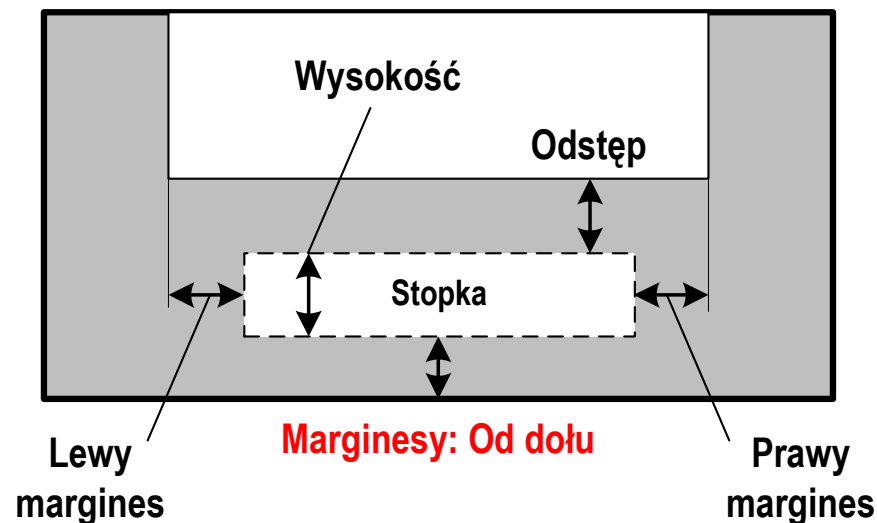 Wysokość
Odstęp
Stopka
Marginesy: Od dołu
Lewy
margines
Prawy
margines